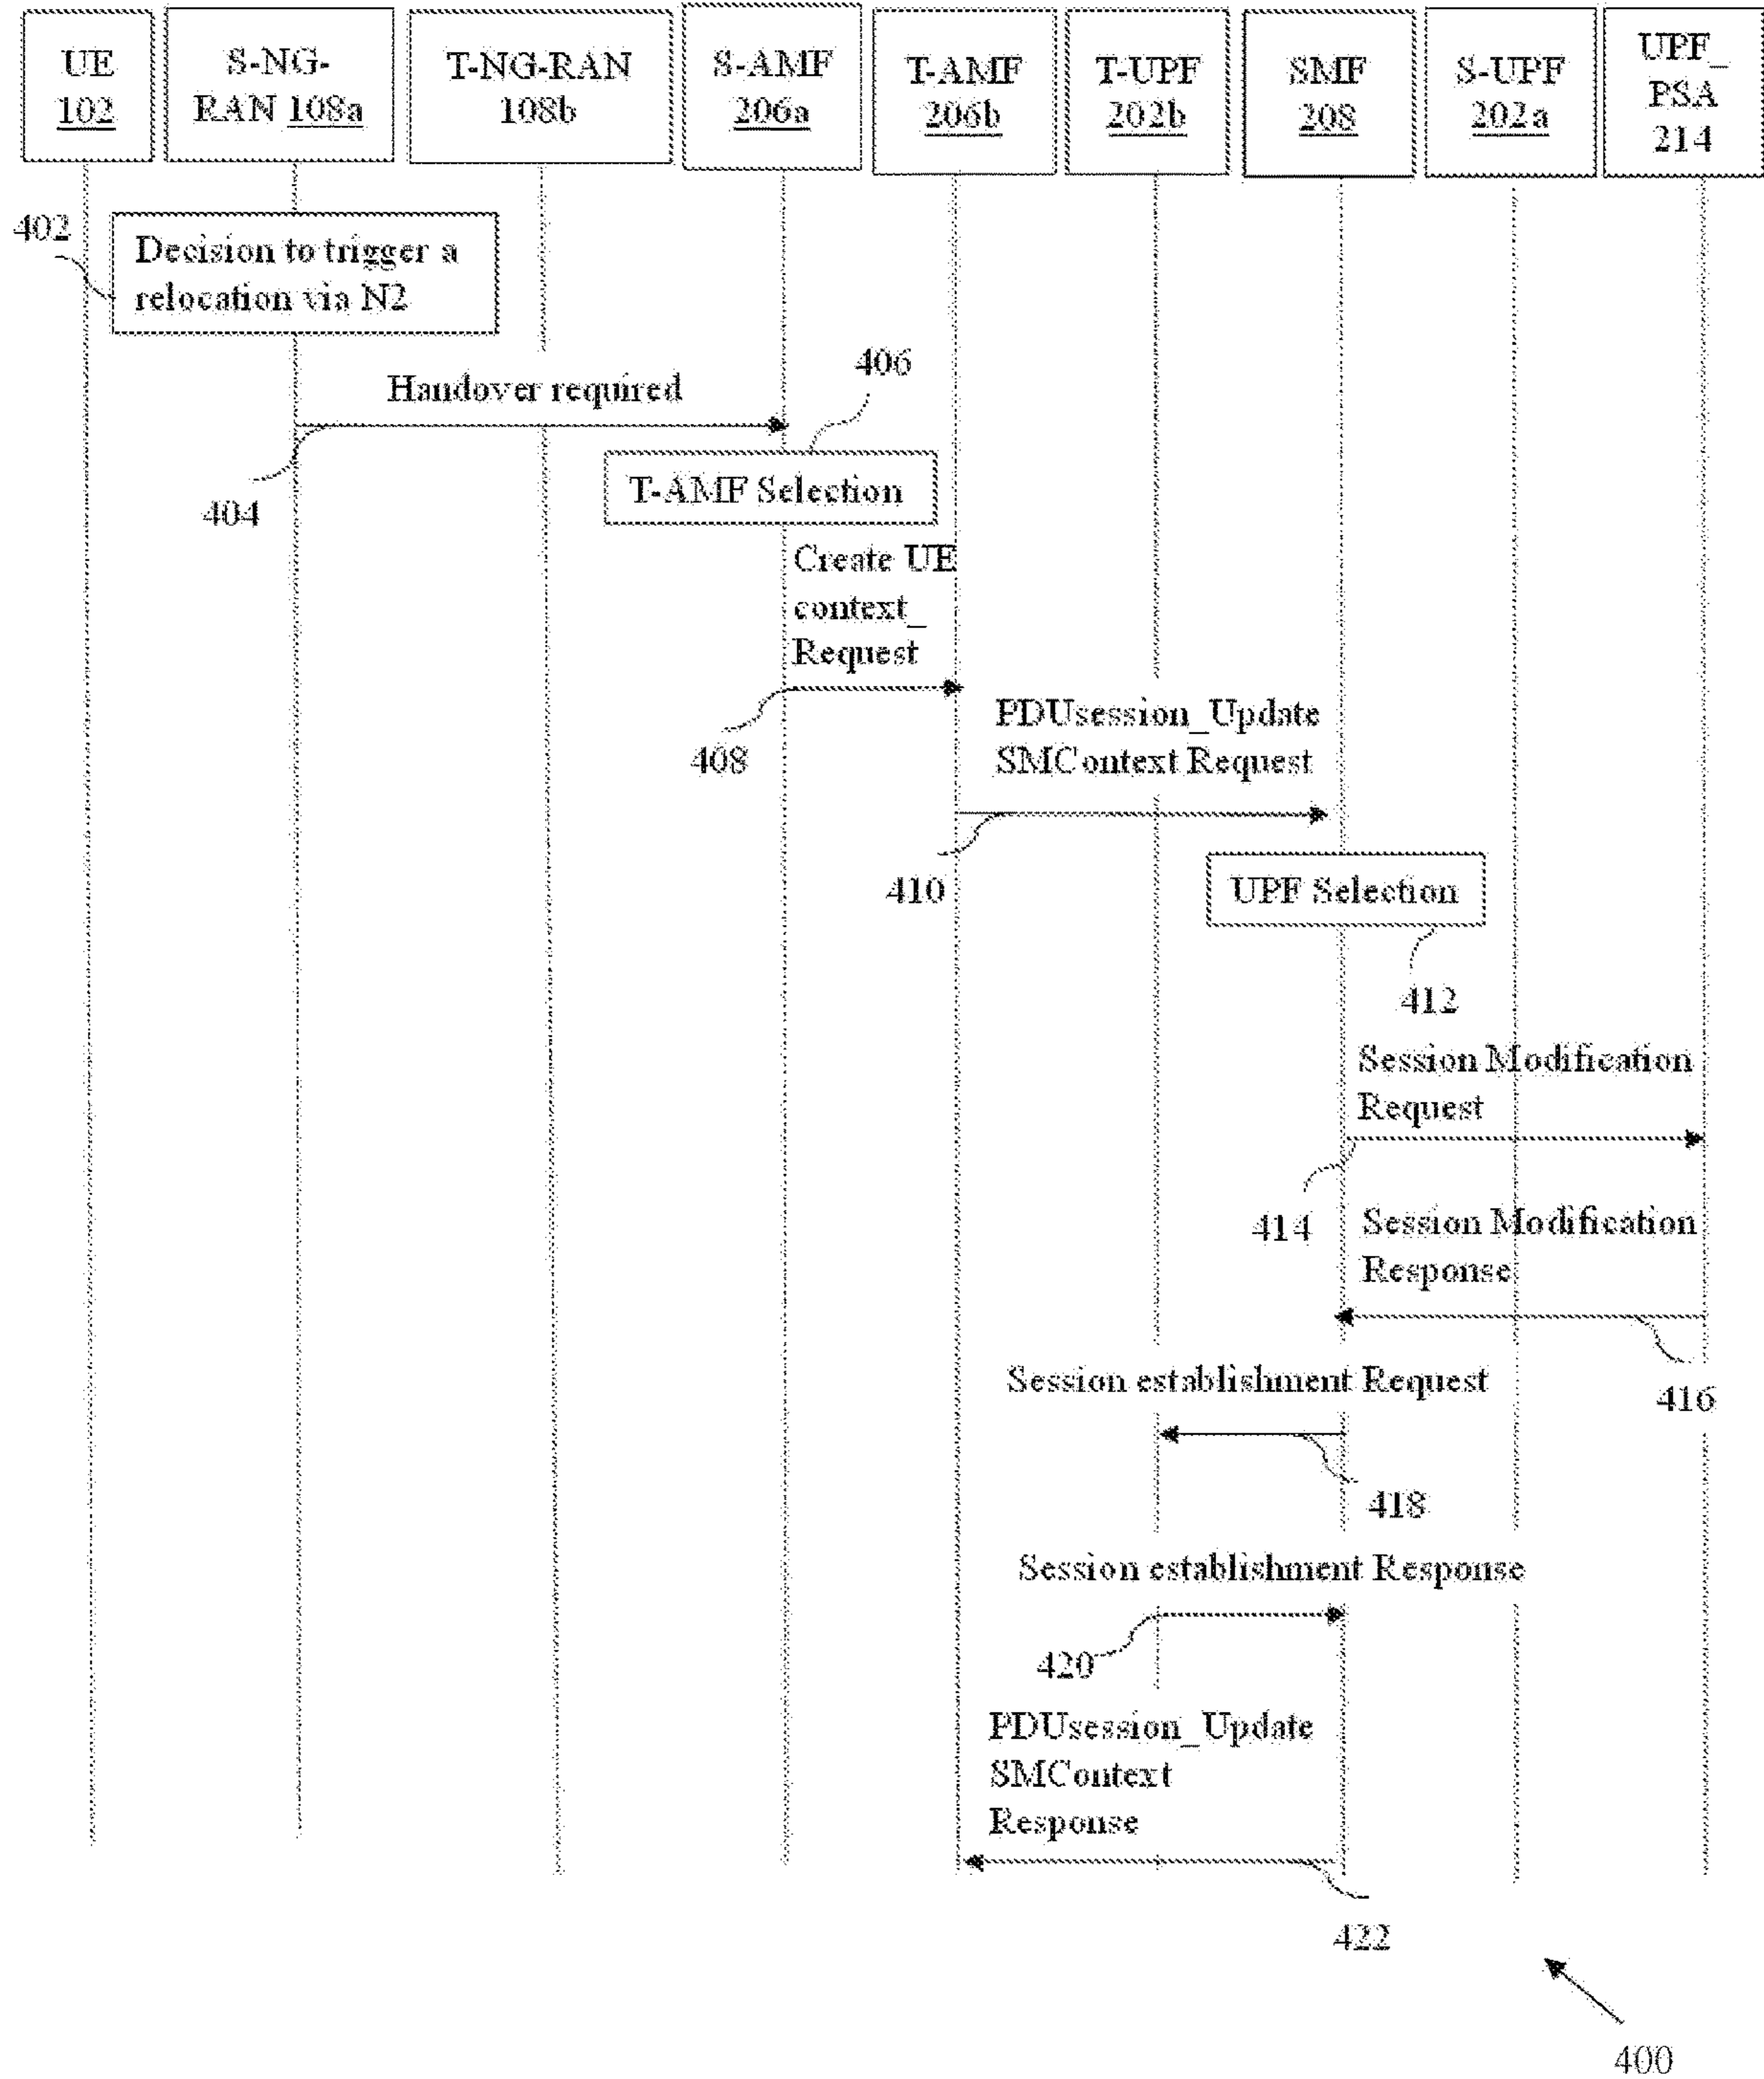 UE
102
S-NG-
RAN 108a
T-NG-RAN
108b
S-AMF
206a
T-AMF
206b
T-UPF
202b
SMF
208
S-UPF
202a
UPF_
PSA
214
402
Decision to trigger a
relocation via N2
406
Handover required
404
T-AMF Selection
Create UE
context_
Request
408
PDUsession_Update
SMContext Request
410
UPF Selection
412
Session Modification
Request
414
Session Modification
Response
416
Session establishment Request
418
Session establishment Response
420
PDUsession_Update
SMContext
Response
422
400